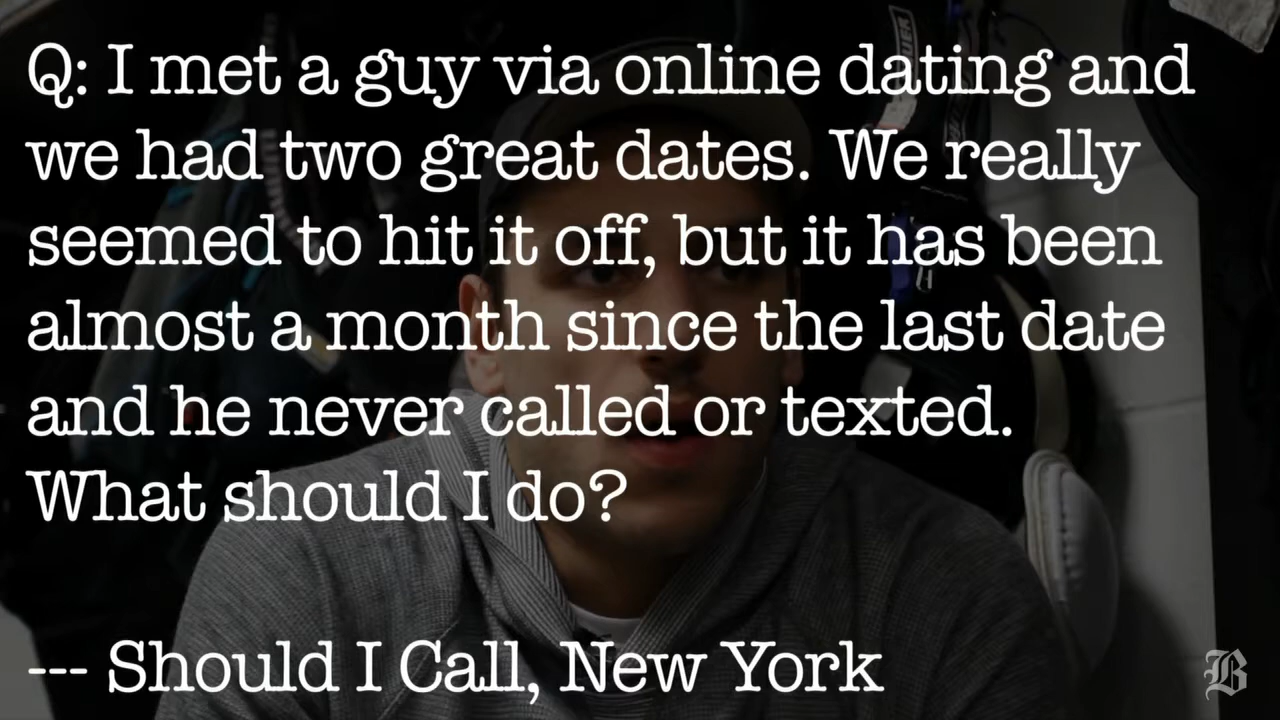 Q: I met a guy via online dating and
we had two great dates. We really
seemed to hit it off, but it has been
almost a month since the last date
and he never called or texted.
What should I do?
--- Should I Call, New York
B